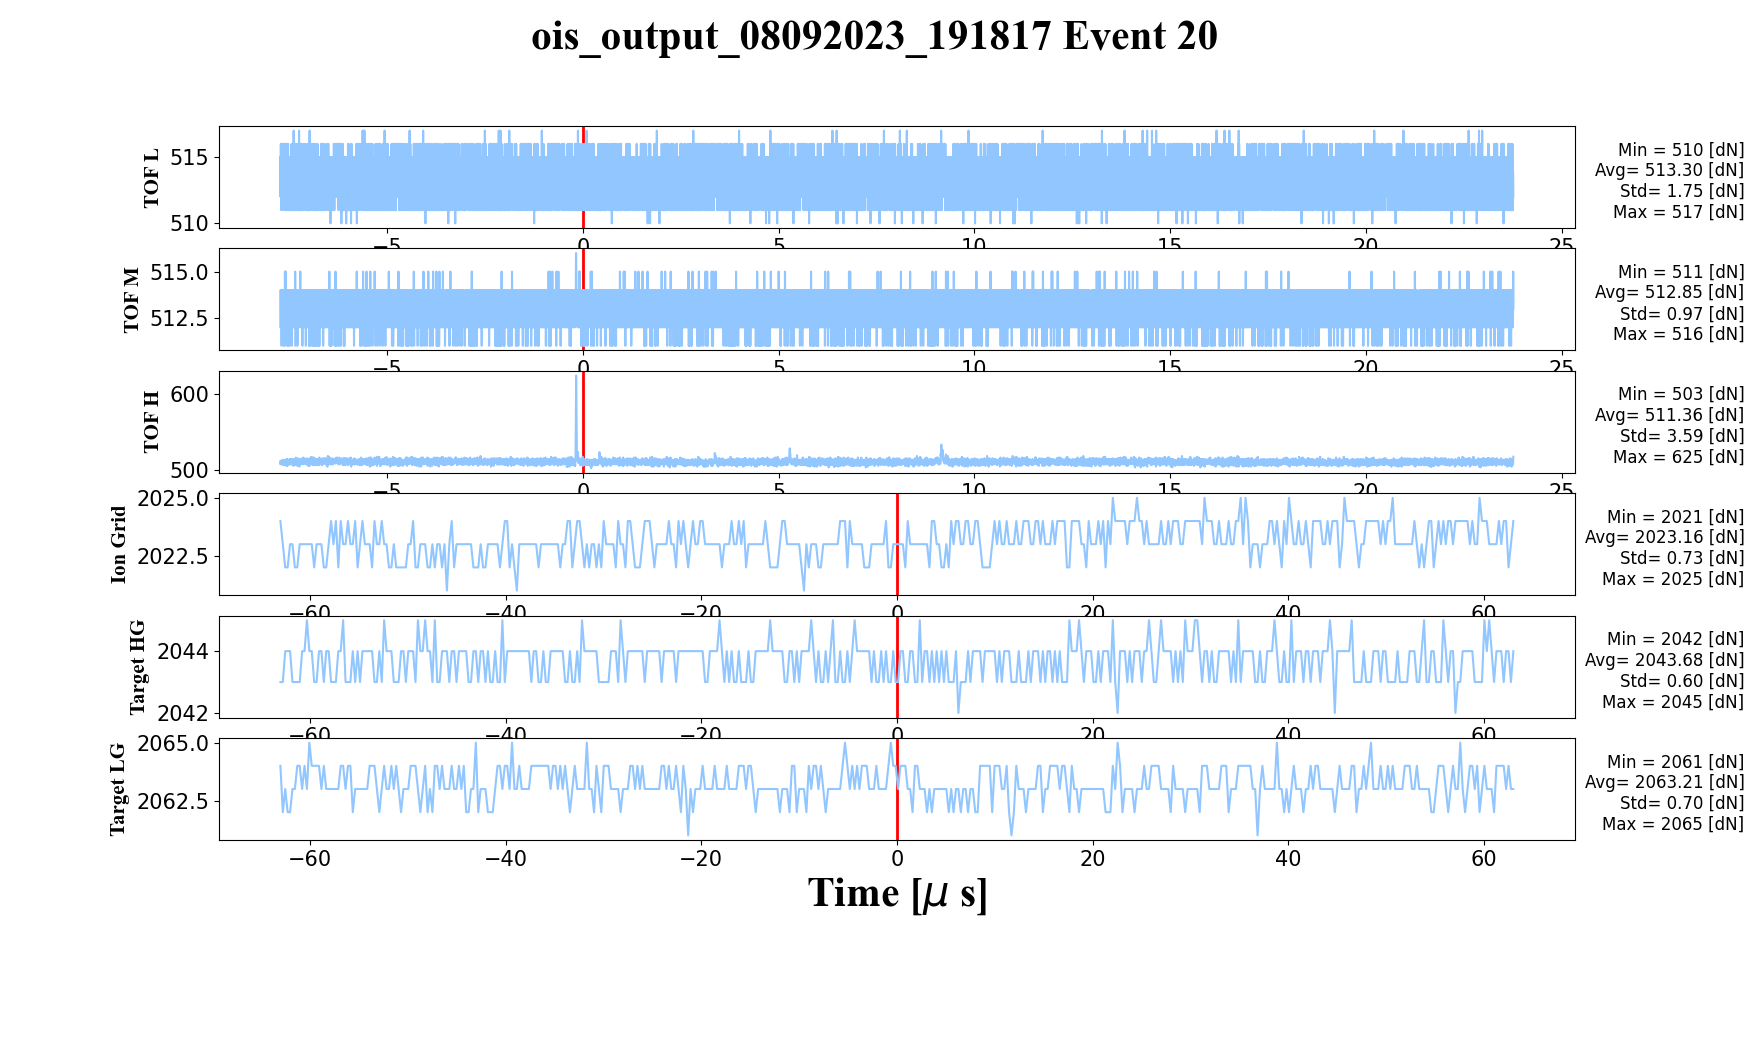 ois_output_08092023_191817 Event 20
TOF L
515
510
−5 0 5 10 15 20 25
Min = 510 [dN]
Avg= 513.30 [dN]
Std= 1.75 [dN]
Max = 517 [dN]
TOF M
515.0
512.5
−5 0 5 10 15 20 25
Min = 511 [dN]
Avg= 512.85 [dN]
Std= 0.97 [dN]
Max = 516 [dN]
TOF H
600
500
−5 0 5 10 15 20 25
Min = 503 [dN]
Avg= 511.36 [dN]
Std= 3.59 [dN]
Max = 625 [dN]
Ion Grid
2025.0
2022.5
−60 −40 −20 0 20 40 60
Min = 2021 [dN]
Avg= 2023.16 [dN]
Std= 0.73 [dN]
Max = 2025 [dN]
Target HG
2044
2042
−60 −40 −20 0 20 40 60
Min = 2042 [dN]
Avg= 2043.68 [dN]
Std= 0.60 [dN]
Max = 2045 [dN]
Target LG
2065.0
2062.5
−60 −40 −20 0 20 40 60
Min = 2061 [dN]
Avg= 2063.21 [dN]
Std= 0.70 [dN]
Max = 2065 [dN]
Time [μ s]